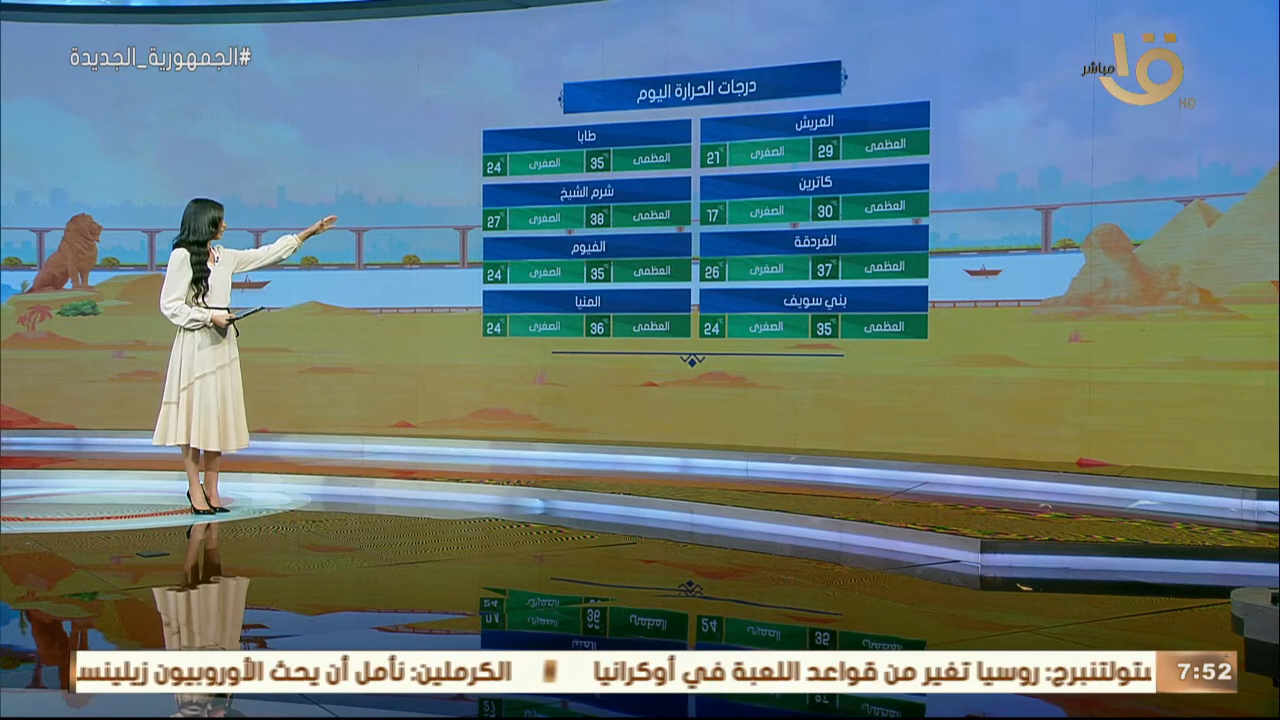 #الجمهورية_الجديدة
مباشر
HD
درجات الحرارة اليوم
العريش
العظمى 29°c الصغرى 21°c
طابا
العظمى 35°c الصغرى 24°c
كاترين
العظمى 30°c الصغرى 17°c
شرم الشيخ
العظمى 38°c الصغرى 27°c
الغردقة
العظمى 37°c الصغرى 26°c
الفيوم
العظمى 35°c الصغرى 24°c
بني سويف
العظمى 35°c الصغرى 24°c
المنيا
العظمى 36°c الصغرى 24°c
7:52 ستولتنبرج: روسيا تغير من قواعد اللعبة في أوكرانيا الكرملين: نأمل أن يحث الأوروبيون زيلينس